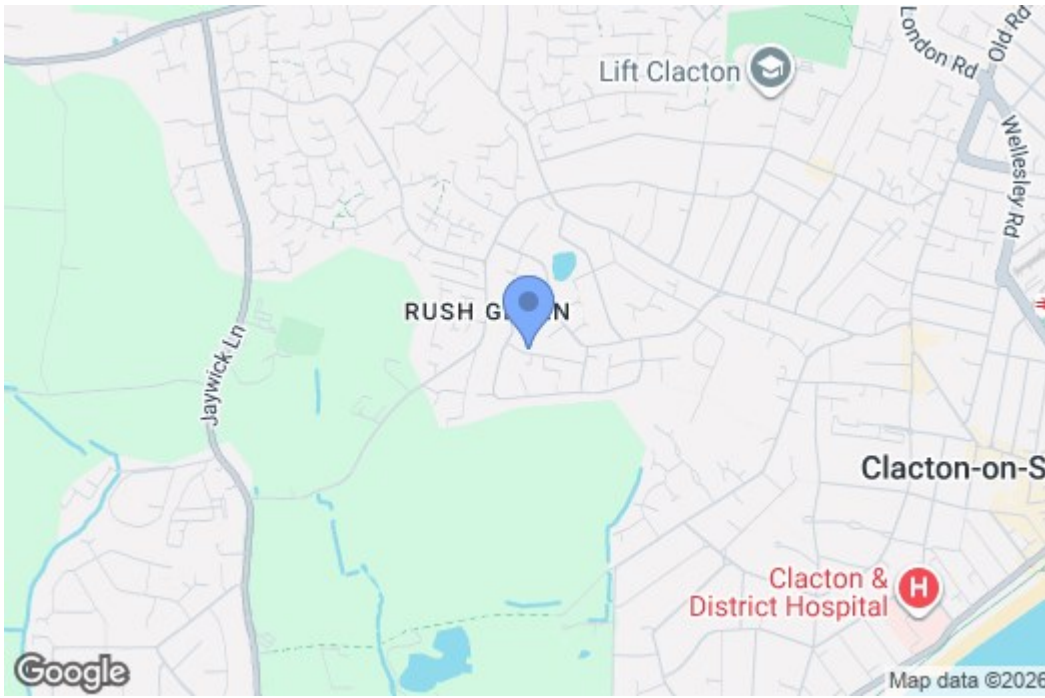 London Rd
Old Rd
Lift Clacton
Wellesley Rd
RUSH G
Jaywick Ln
Clacton-on-S
Clacton &
District Hospital
H
Google
Map data ©2026